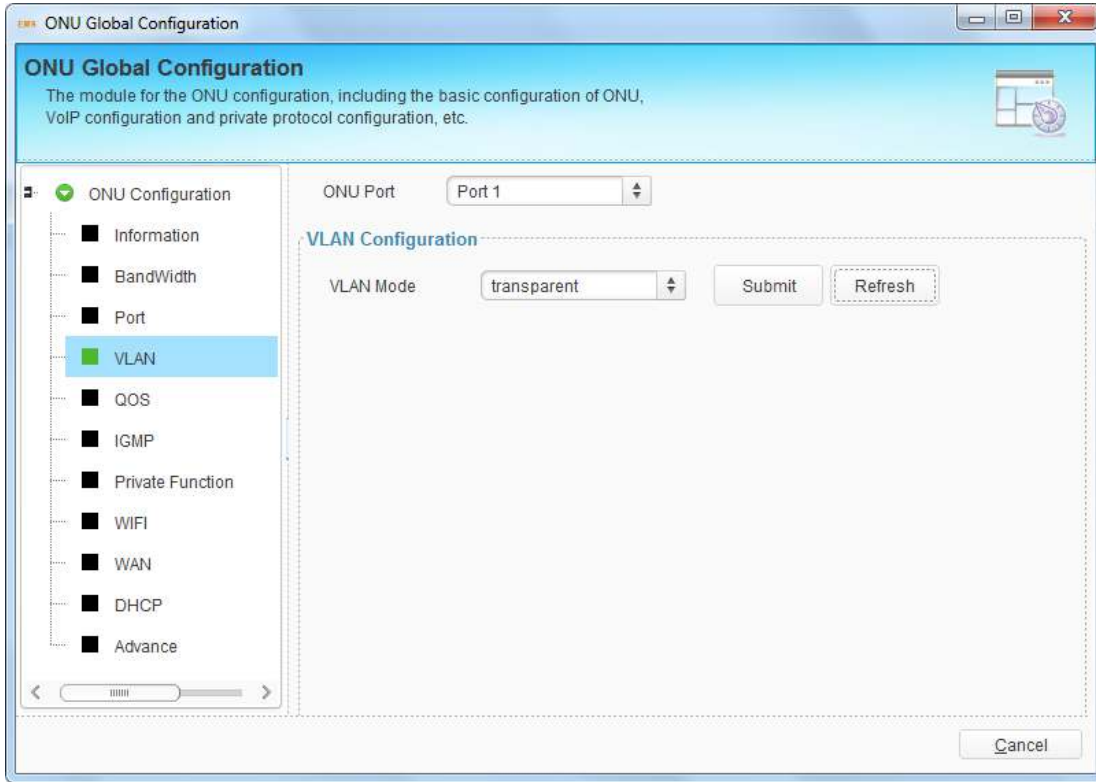 EMS ONU Global Configuration
ONU Global Configuration
The module for the ONU configuration, including the basic configuration of ONU,
VoIP configuration and private protocol configuration, etc.
ONU Configuration
Information
BandWidth
Port
VLAN
QOS
IGMP
Private Function
WIFI
WAN
DHCP
Advance
ONU Port Port 1
VLAN Configuration
VLAN Mode transparent Submit Refresh
Cancel